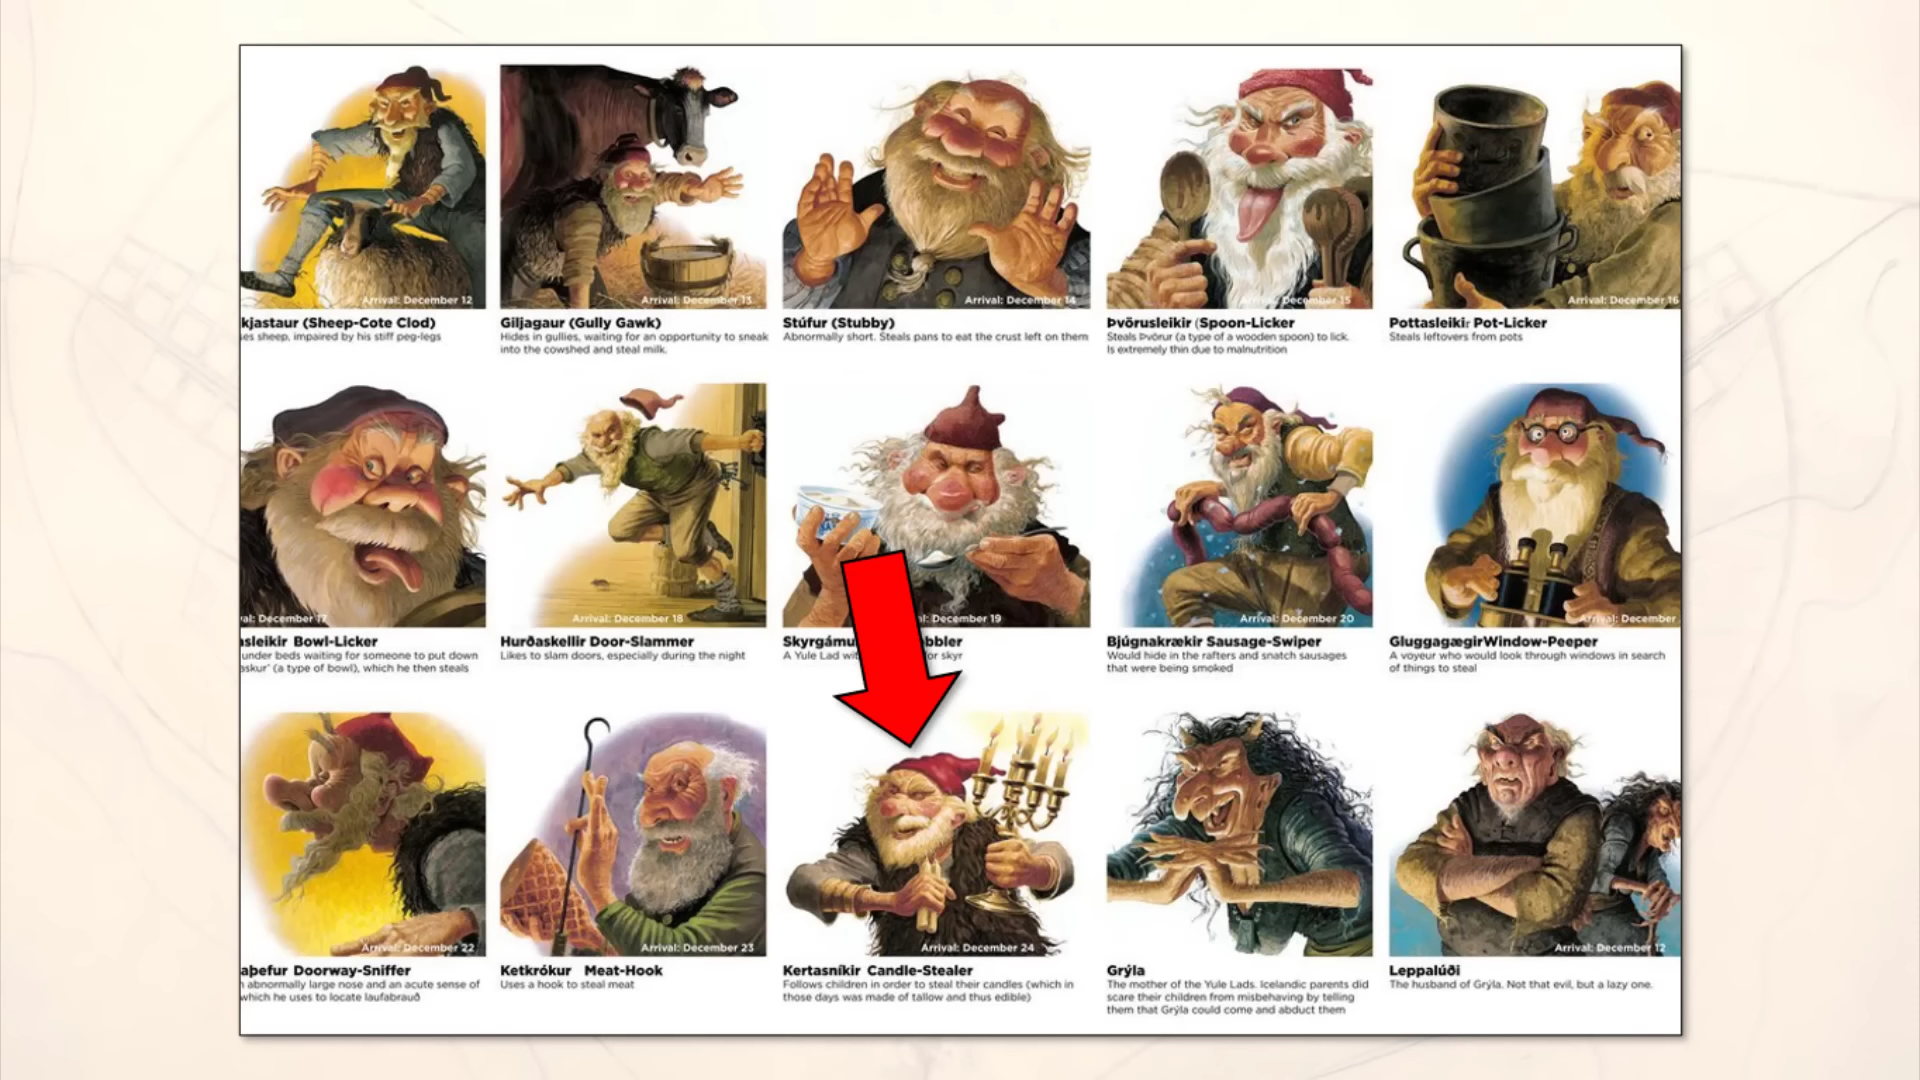 Arrival: December 12
Arrival: December 13
Arrival: December 14
Arrival: December 15
Arrival: December 16
kjastaur (Sheep-Cote Clod)
es sheep, impaired by his stiff peg-legs
Giljagaur (Gully Gawk)
Hides in gullies, waiting for an opportunity to sneak
into the cowshed and steal milk.
Stúfur (Stubby)
Abnormally short. Steals pans to eat the crust left on them
Þvörusleikir (Spoon-Licker
Steals Þvörur (a type of a wooden spoon) to lick.
Is extremely thin due to malnutrition
Pottasleikir Pot-Licker
Steals leftovers from pots
al: December 17
Arrival: December 18
l: December 19
Arrival: December 20
Arrival: December
sleikir Bowl-Licker
under beds waiting for someone to put down
askur' (a type of bowl), which he then steals
Hurðaskellir Door-Slammer
Likes to slam doors, especially during the night
Skyrgámu bbler
A Yule Lad wit or skyr
Bjúgnakrækir Sausage-Swiper
Would hide in the rafters and snatch sausages
that were being smoked
GluggagægirWindow-Peeper
A voyeur who would look through windows in search
of things to steal
Arrival: December 22
Arrival: December 23
Arrival: December 24
Arrival: December 12
aþefur Doorway-Sniffer
abnormally large nose and an acute sense of
which he uses to locate laufabrauð
Ketkrókur Meat-Hook
Uses a hook to steal meat
Kertasníkir Candle-Stealer
Follows children in order to steal their candles (which in
those days was made of tallow and thus edible)
Grýla
The mother of the Yule Lads. Icelandic parents did
scare their children from misbehaving by telling
them that Grýla could come and abduct them
Leppalúði
The husband of Grýla. Not that evil, but a lazy one.